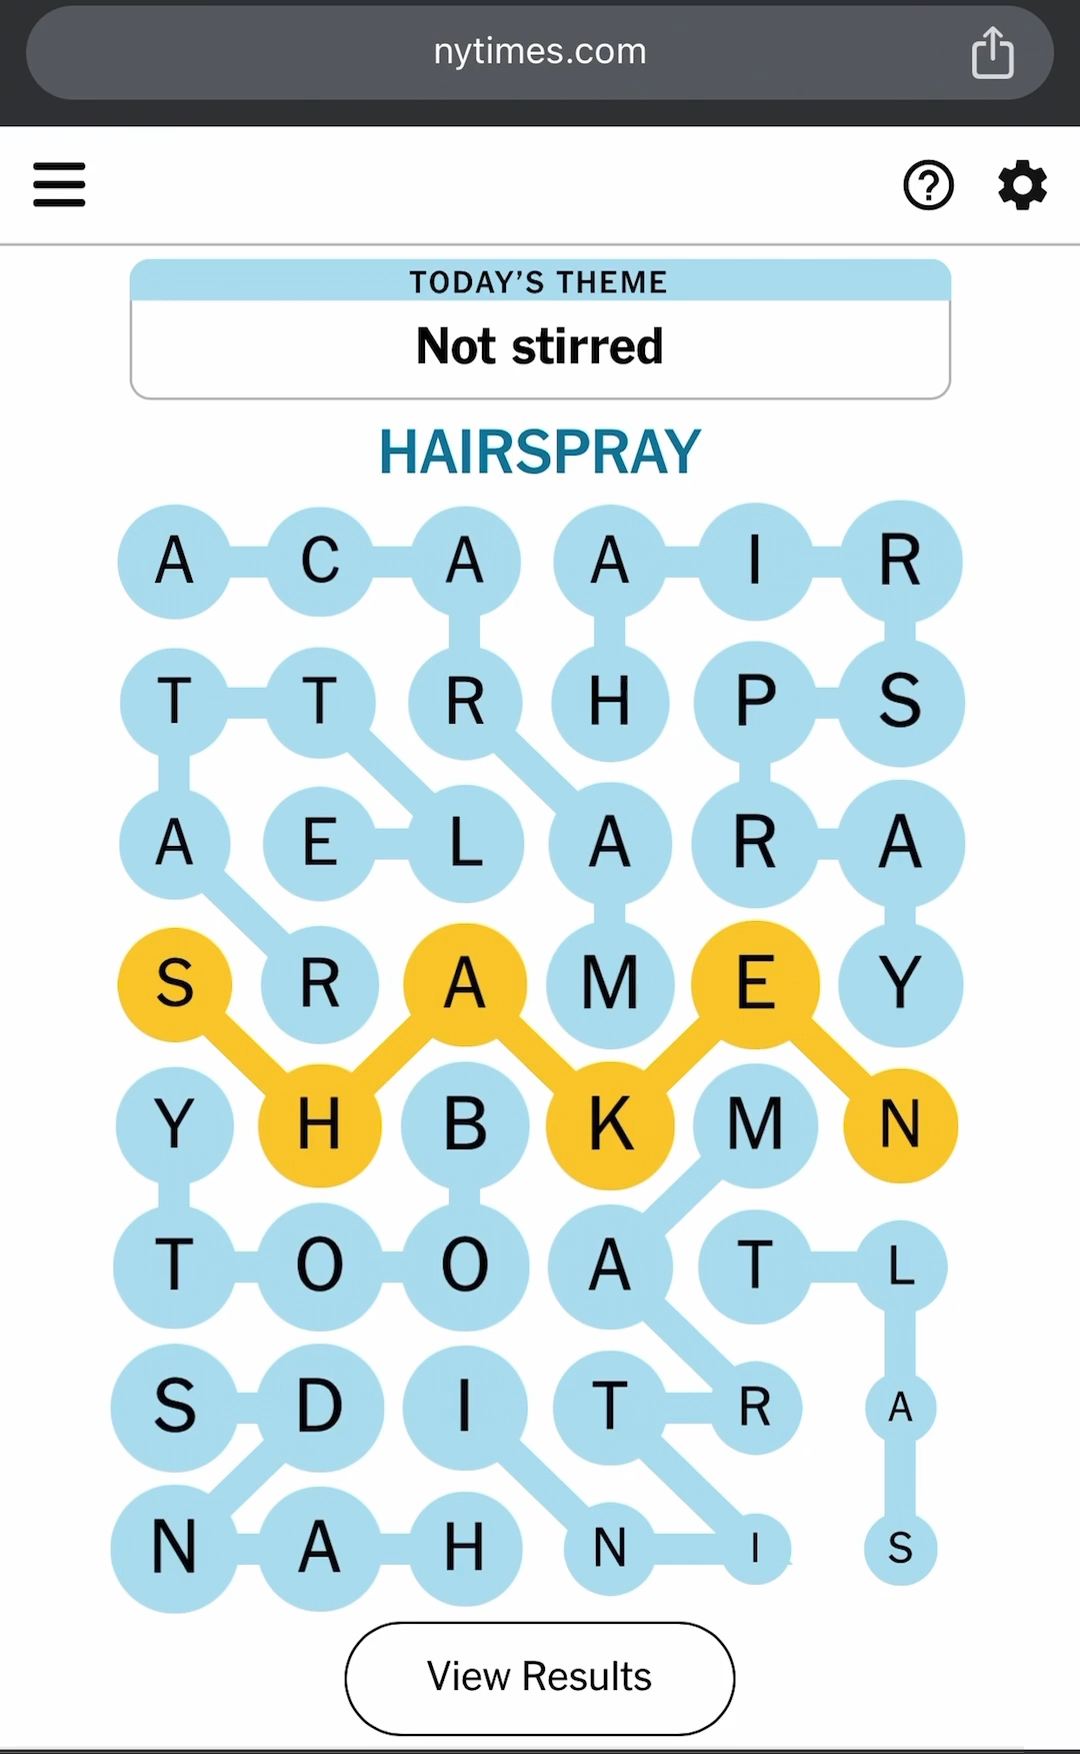 nytimes.com
?
TODAY'S THEME
Not stirred
HAIRSPRAY
A C A A I R
T T R H P S
A E L A R A
S R A M E Y
Y H B K M N
T O O A T L
S D I T R A
N A H N I S
View Results